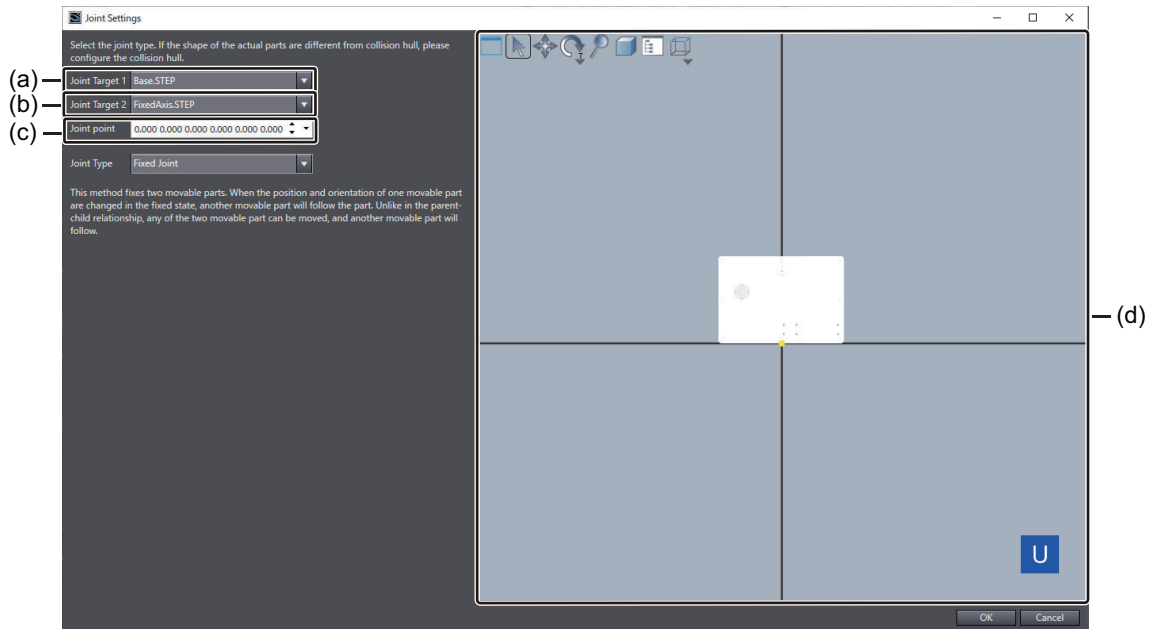 Joint Settings
Select the joint type. If the shape of the actual parts are different from collision hull, please
configure the collision hull.
(a)
Joint Target 1 Base.STEP
(b)
Joint Target 2 FixedAxis.STEP
(c)
Joint point 0.000 0.000 0.000 0.000 0.000 0.000
Joint Type Fixed Joint
This method fixes two movable parts. When the position and orientation of one movable part
are changed in the fixed state, another movable part will follow the part. Unlike in the parent-
child relationship, any of the two movable part can be moved, and another movable part will
follow.
(d)
U
OK Cancel